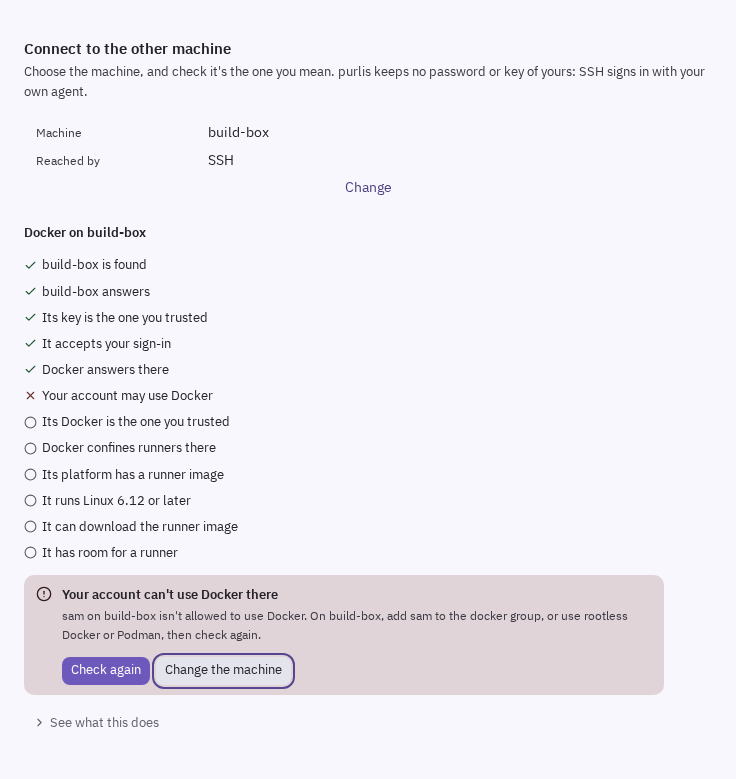 Connect to the other machine
Choose the machine, and check it's the one you mean. purlis keeps no password or key of yours: SSH signs in with your
own agent.
Machine build-box
Reached by SSH
Change
Docker on build-box
build-box is found
build-box answers
Its key is the one you trusted
It accepts your sign-in
Docker answers there
Your account may use Docker
Its Docker is the one you trusted
Docker confines runners there
Its platform has a runner image
It runs Linux 6.12 or later
It can download the runner image
It has room for a runner
Your account can't use Docker there
sam on build-box isn't allowed to use Docker. On build-box, add sam to the docker group, or use rootless
Docker or Podman, then check again.
Check again Change the machine
See what this does